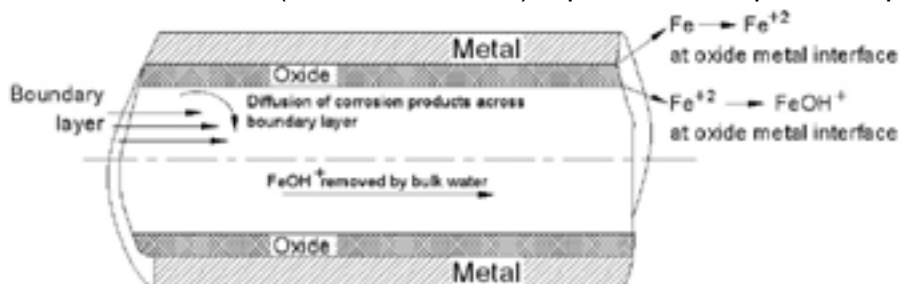 Metal
Oxide
Boundary
layer
Diffusion of corrosion products across
boundary layer
FeOH⁺ removed by bulk water
Oxide
Metal
Fe → Fe⁺²
at oxide metal interface
Fe⁺² → FeOH⁺
at oxide metal interface